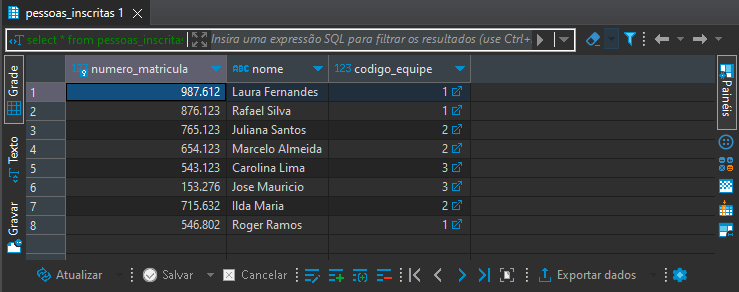 pessoas_inscritas 1
select * from pessoas_inscritas Insira uma expressão SQL para filtrar os resultados (use Ctrl+
123 numero_matricula ABC nome 123 codigo_equipe
1 987.612 Laura Fernandes 1
2 876.123 Rafael Silva 1
3 765.123 Juliana Santos 2
4 654.123 Marcelo Almeida 2
5 543.123 Carolina Lima 3
6 153.276 Jose Mauricio 3
7 715.632 Ilda Maria 2
8 546.802 Roger Ramos 1
Grade
Texto
Gravar
Painéis
Atualizar Salvar Cancelar Exportar dados